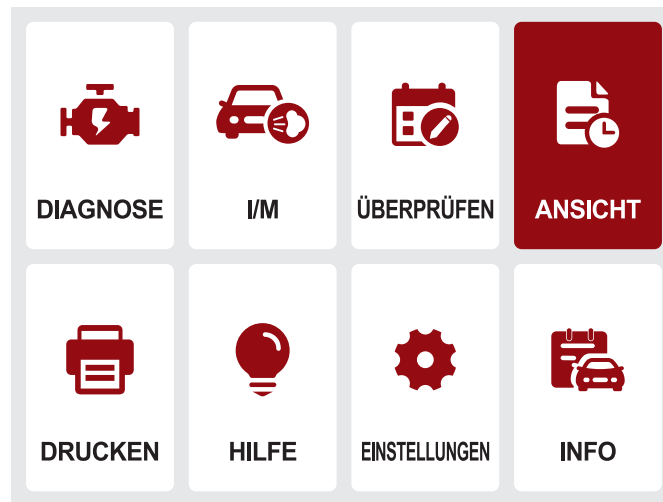 DIAGNOSE
I/M
ÜBERPRÜFEN
ANSICHT
DRUCKEN
HILFE
EINSTELLUNGEN
INFO